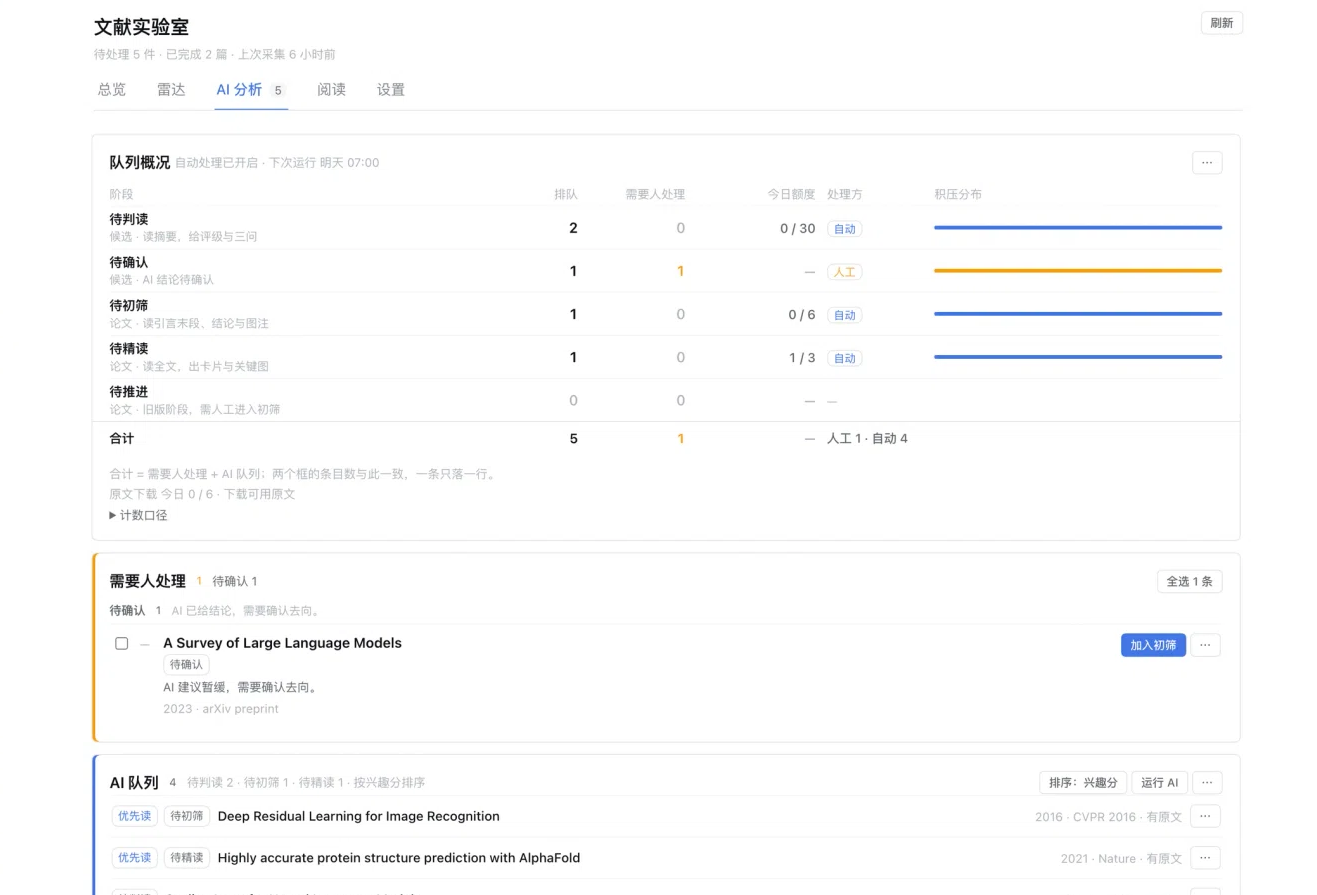 文献实验室
刷新
待处理 5 件 · 已完成 2 篇 · 上次采集 6 小时前
总览 雷达 AI 分析 5 阅读 设置
队列概况 自动处理已开启 · 下次运行 明天 07:00
阶段 排队 需要人处理 今日额度 处理方 积压分布
待判读 2 0 0 / 30 自动
候选 · 读摘要，给评级与三问
待确认 1 1 — 人工
候选 · AI 结论待确认
待初筛 1 0 0 / 6 自动
论文 · 读引言末段、结论与图注
待精读 1 0 1 / 3 自动
论文 · 读全文，出卡片与关键图
待推进 0 0 — —
论文 · 旧版阶段，需人工进入初筛
合计 5 1 — 人工 1 · 自动 4
合计 = 需要人处理 + AI 队列；两个框的条目数与此一致，一条只落一行。
原文下载 今日 0 / 6 · 下载可用原文
▶ 计数口径
需要人处理 1 待确认 1 全选 1 条
待确认 1 AI 已给结论，需要确认去向。
— A Survey of Large Language Models 加入初筛 ···
待确认
AI 建议暂缓，需要确认去向。
2023 · arXiv preprint
AI 队列 4 待判读 2 · 待初筛 1 · 待精读 1 · 按兴趣分排序 排序：兴趣分 运行 AI ···
优先读 待初筛 Deep Residual Learning for Image Recognition 2016 · CVPR 2016 · 有原文 ···
优先读 待精读 Highly accurate protein structure prediction with AlphaFold 2021 · Nature · 有原文 ···